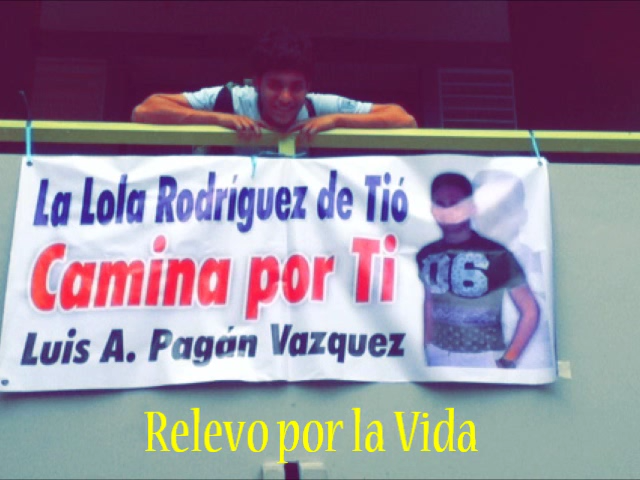 La Lola Rodríguez de Tió
Camina por Ti
06
Luis A. Pagán Vazquez
Relevo por la Vida